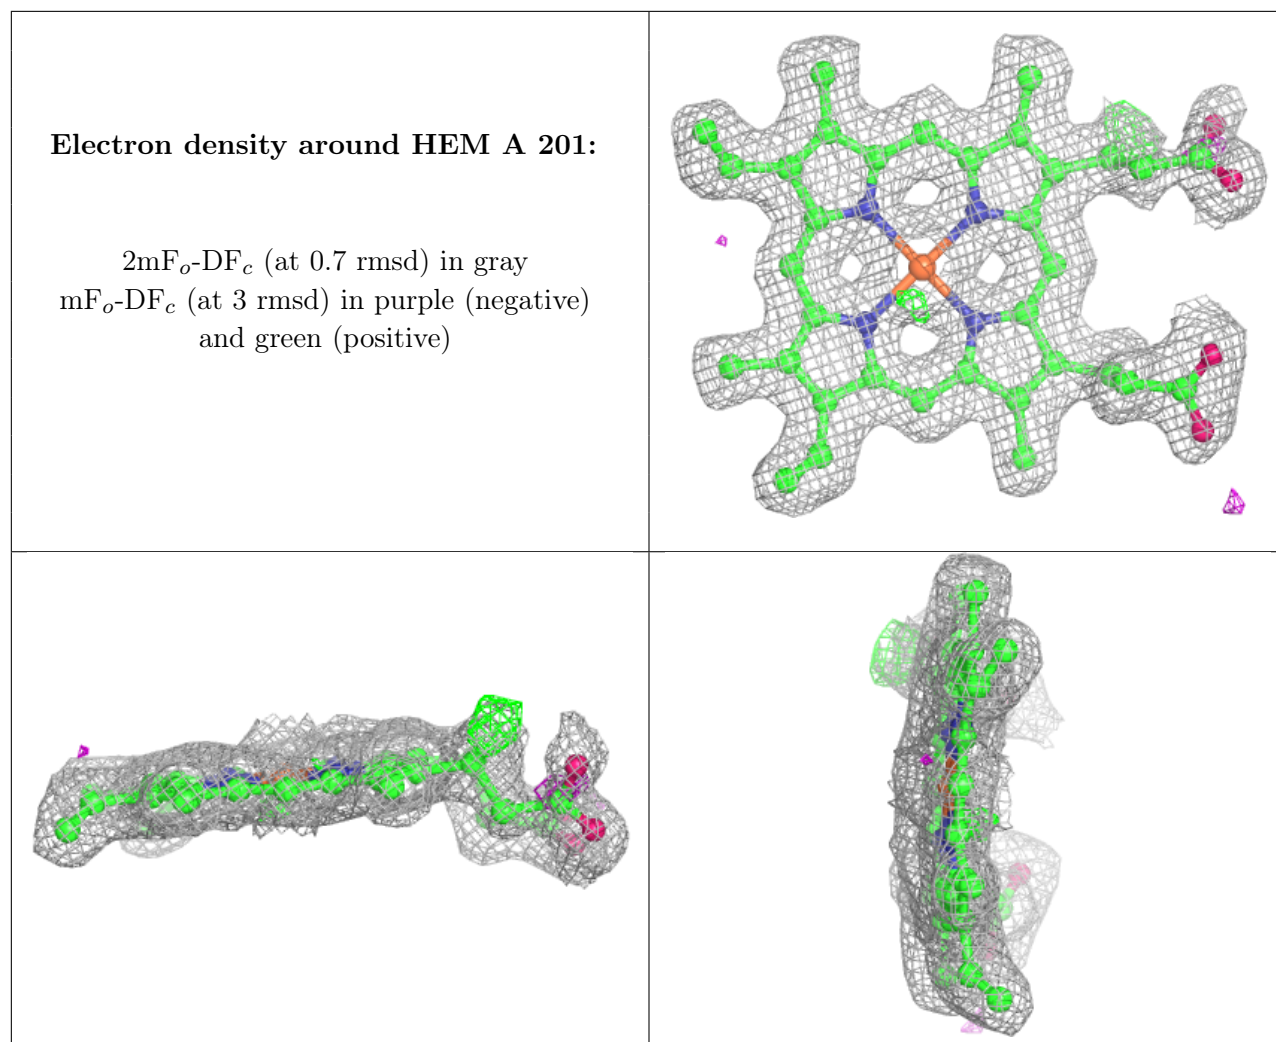 Electron density around HEM A 201:
2mFₒ-DF𝒸 (at 0.7 rmsd) in gray
mFₒ-DF𝒸 (at 3 rmsd) in purple (negative)
and green (positive)